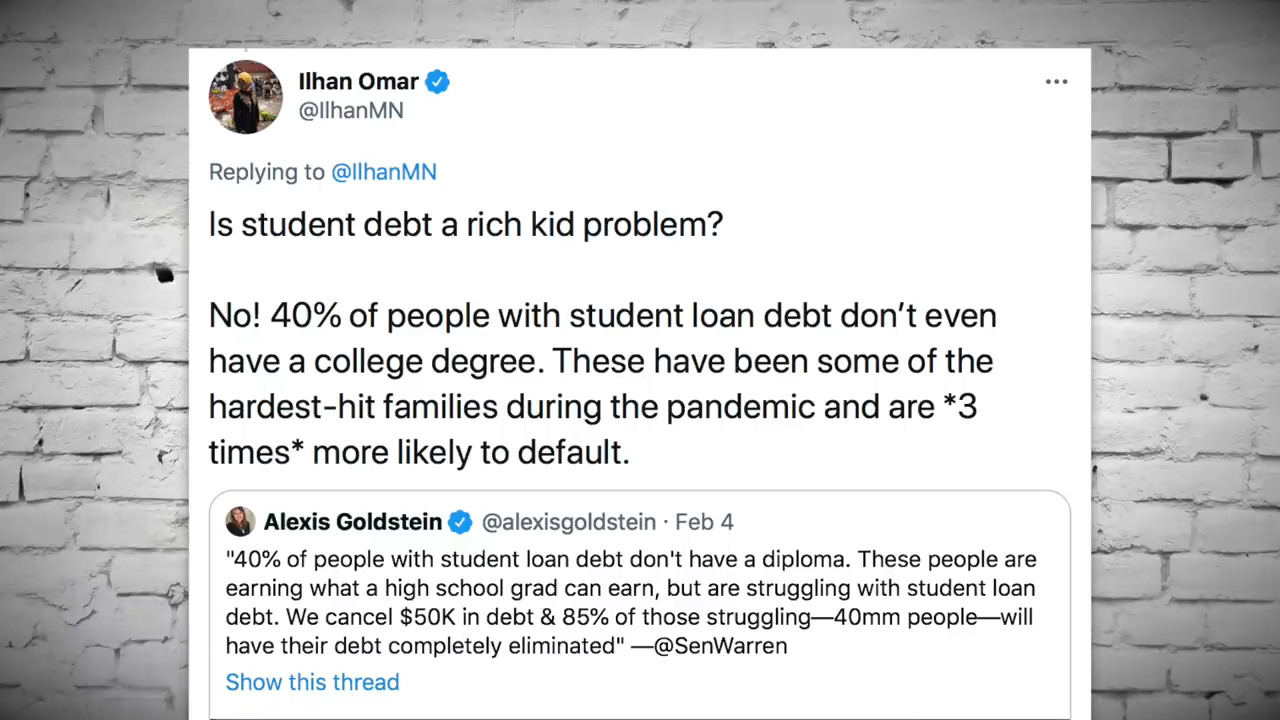 Ilhan Omar
@IlhanMN
Replying to @IlhanMN
Is student debt a rich kid problem?
No! 40% of people with student loan debt don’t even
have a college degree. These have been some of the
hardest-hit families during the pandemic and are *3
times* more likely to default.
Alexis Goldstein @alexisgoldstein · Feb 4
"40% of people with student loan debt don't have a diploma. These people are
earning what a high school grad can earn, but are struggling with student loan
debt. We cancel $50K in debt & 85% of those struggling—40mm people—will
have their debt completely eliminated" —@SenWarren
Show this thread